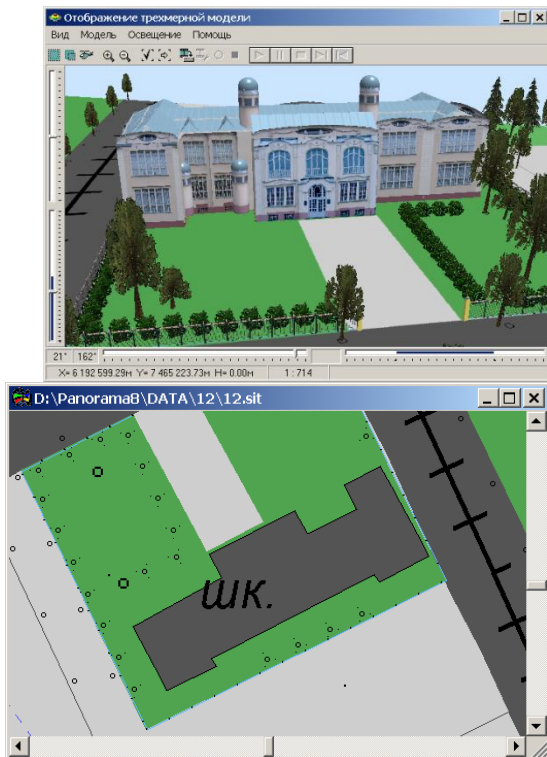 Отображение трехмерной модели
Вид Модель Освещение Помощь
21° 162°
X= 6 192 599.29м Y= 7 465 223.73м H= 0.00м 1 : 714
D:\Panorama8\DATA\12\12.sit
шк.